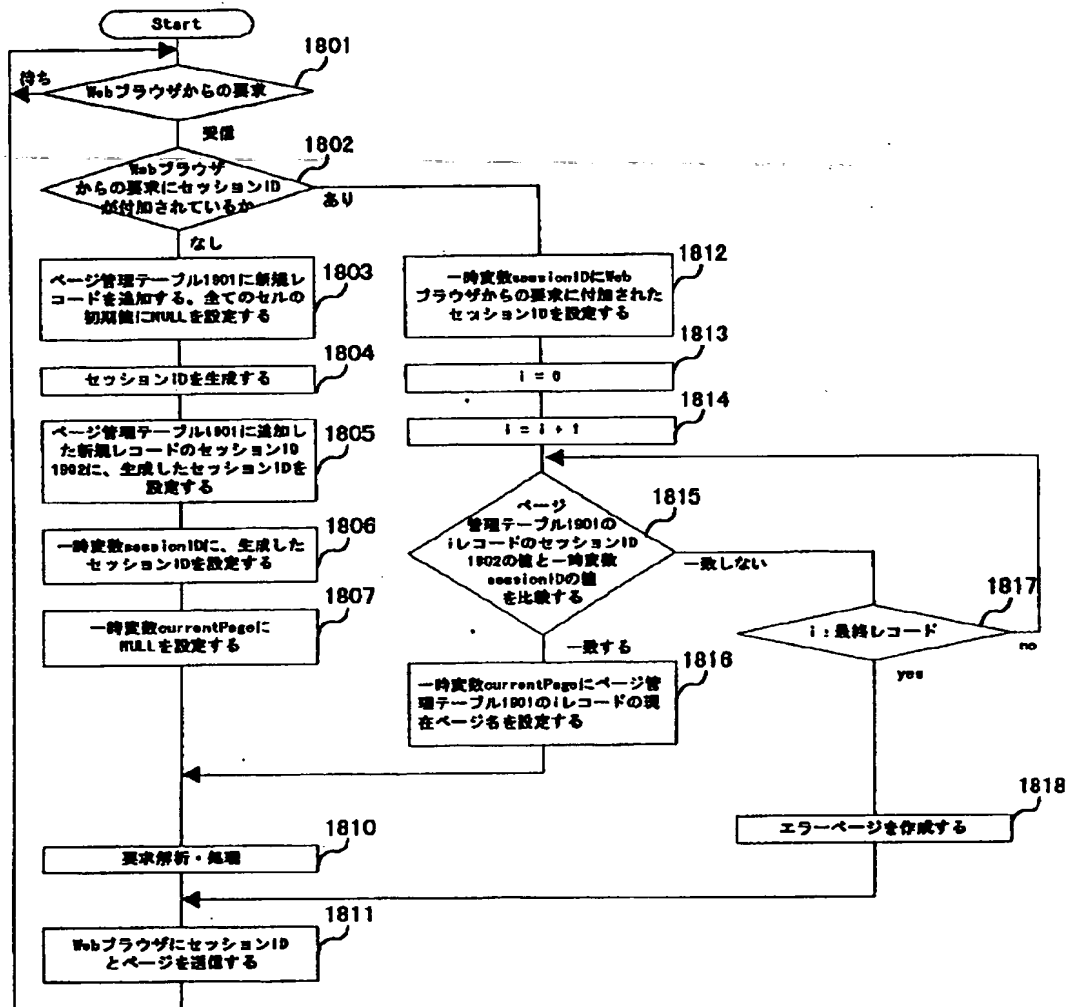 Start
1801
待ち
Webブラウザからの要求
受信
1802
Webブラウザ
からの要求にセッションID
が付加されているか
あり
なし
1803
ページ管理テーブル1901に新規レ
コードを追加する、全てのセルの
初期値にNULLを設定する
1804
セッションIDを生成する
1805
ページ管理テーブル1901に追加し
た新規レコードのセッションID
1902に、生成したセッションIDを
設定する
1806
一時変数sessionIDに、生成した
セッションIDを設定する
1807
一時変数currentPageに
NULLを設定する
1812
一時変数sessionIDにWeb
ブラウザからの要求に付加された
セッションIDを設定する
1813
i = 0
1814
i = i + 1
1815
ページ
管理テーブル1901の
iレコードのセッションID
1902の値と一時変数
sessionIDの値
を比較する
一致しない
一致する
1816
一時変数currentPageにページ管
理テーブル1901のiレコードの現
在ページ名を設定する
1817
i：最終レコード
no
yes
1818
エラーページを作成する
1810
要求解析・処理
1811
WebブラウザにセッションID
とページを送信する